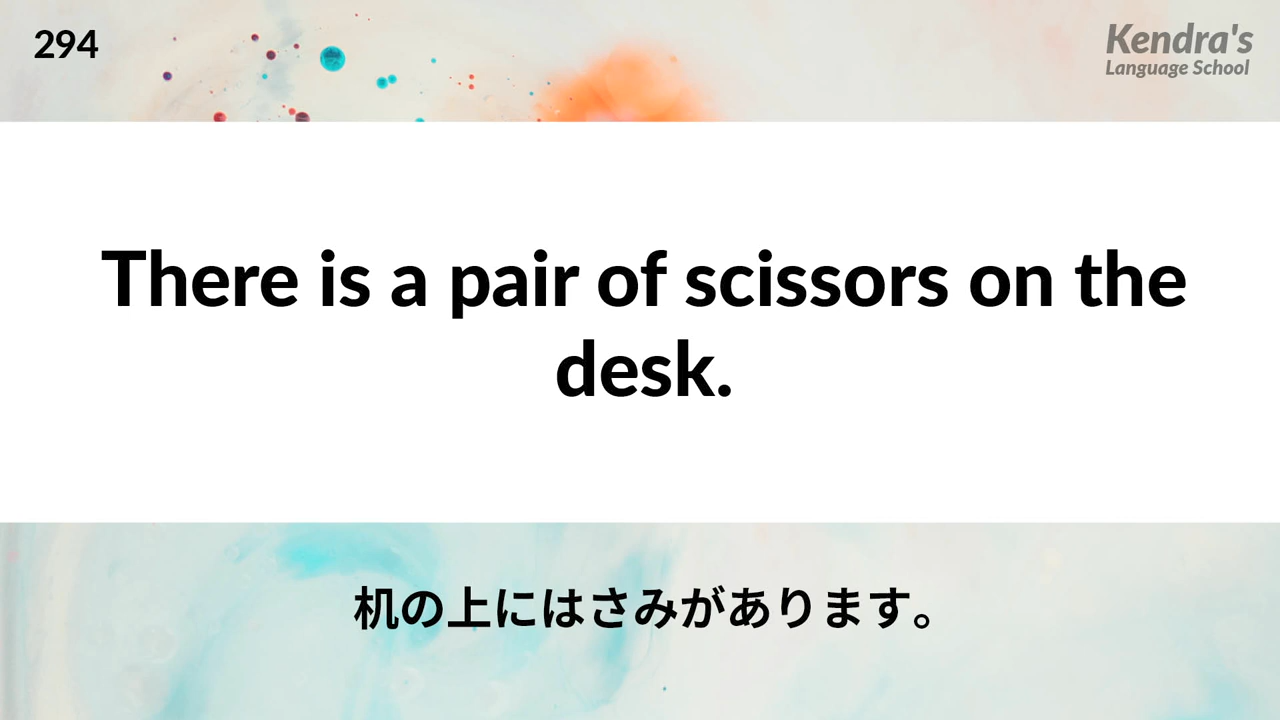 294
Kendra's
Language School
There is a pair of scissors on the
desk.
机の上にはさみがあります。